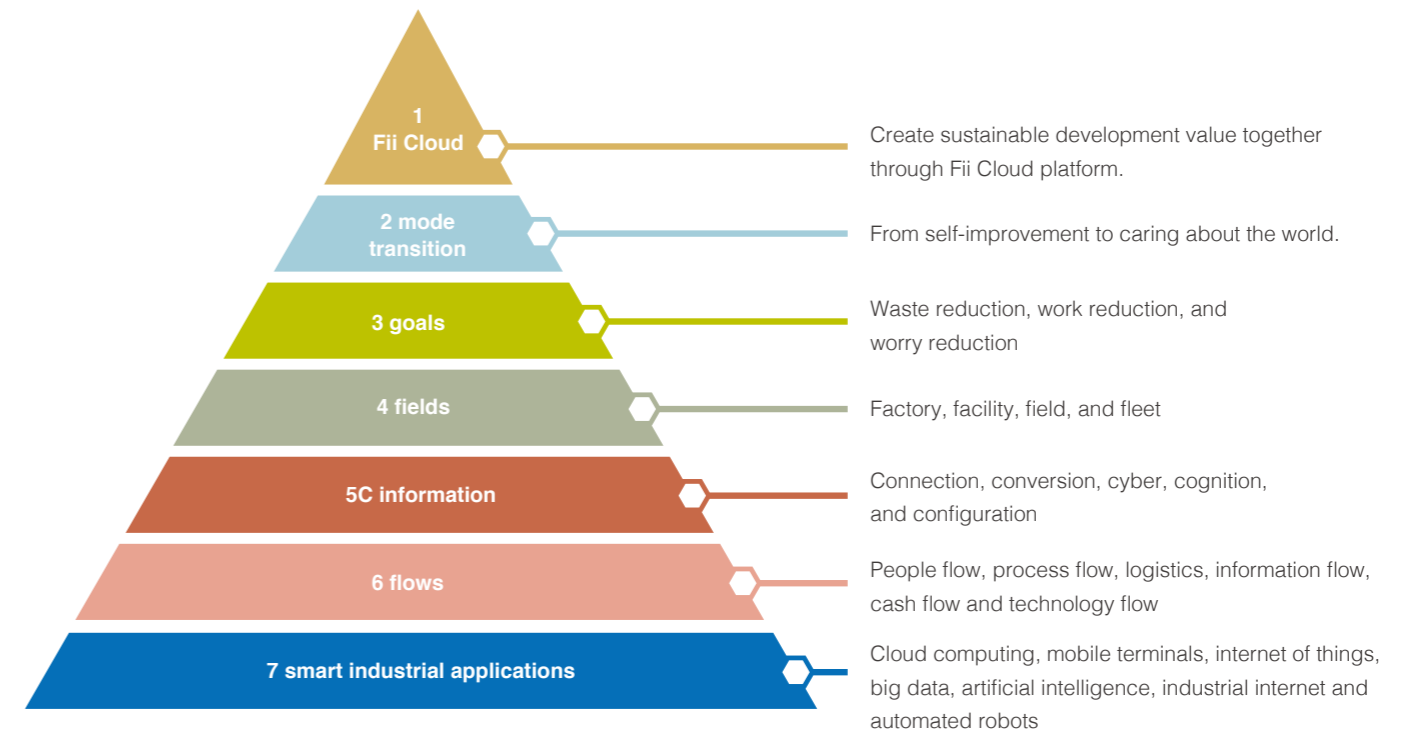 1
Fii Cloud
Create sustainable development value together
through Fii Cloud platform.
2 mode
transition
From self-improvement to caring about the world.
3 goals
Waste reduction, work reduction, and
worry reduction
4 fields
Factory, facility, field, and fleet
5C information
Connection, conversion, cyber, cognition,
and configuration
6 flows
People flow, process flow, logistics, information flow,
cash flow and technology flow
7 smart industrial applications
Cloud computing, mobile terminals, internet of things,
big data, artificial intelligence, industrial internet and
automated robots